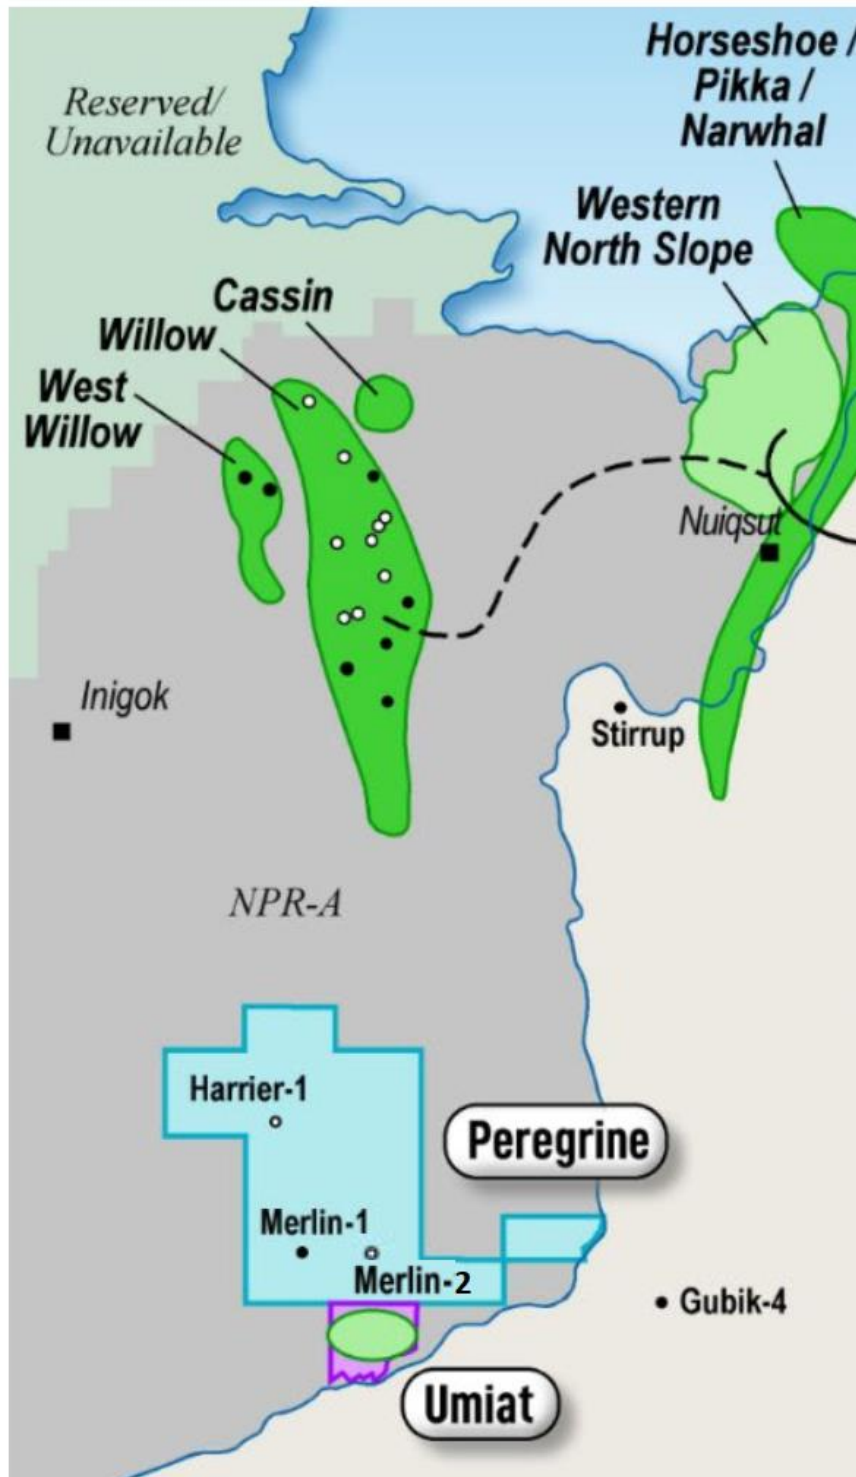 Horseshoe /
Pikka /
Narwhal
Reserved/
Unavailable
Western
North Slope
Cassin
Willow
West
Willow
Nuiqsut
Inigok
Stirrup
NPR-A
Harrier-1
Peregrine
Merlin-1
Merlin-2
Gubik-4
Umiat